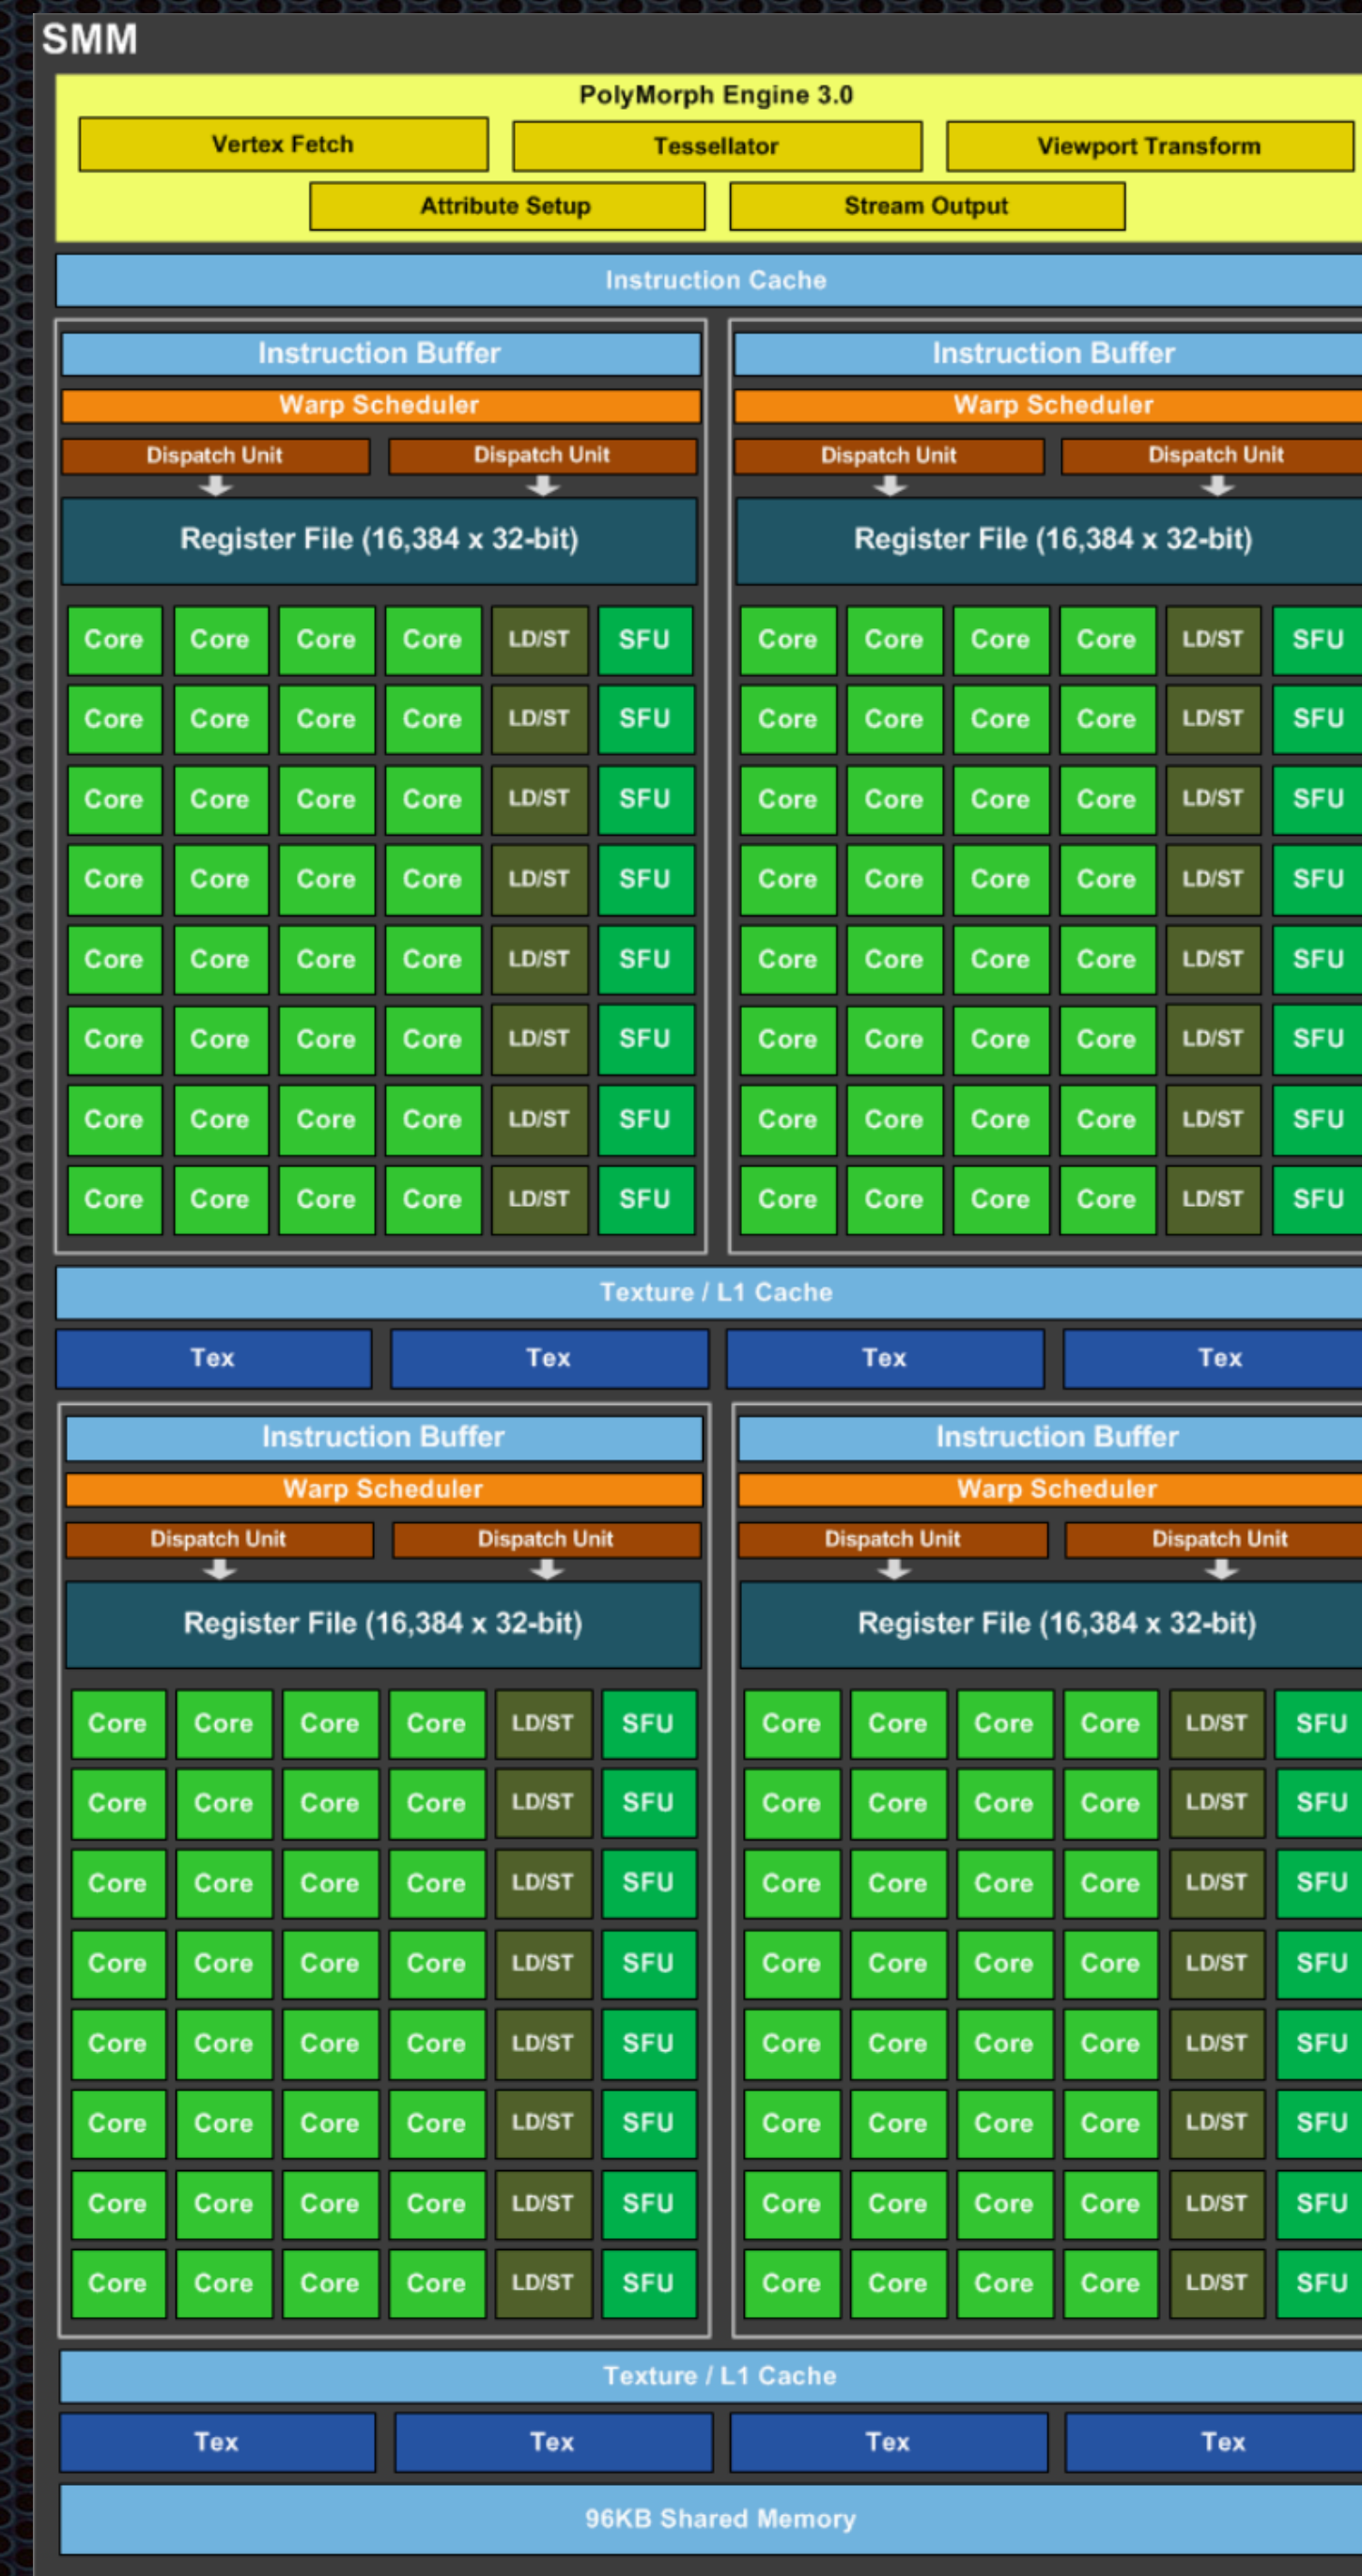 SMM
PolyMorph Engine 3.0
Vertex Fetch Tessellator Viewport Transform
Attribute Setup Stream Output
Instruction Cache
Instruction Buffer Instruction Buffer
Warp Scheduler Warp Scheduler
Dispatch Unit Dispatch Unit Dispatch Unit Dispatch Unit
Register File (16,384 x 32-bit) Register File (16,384 x 32-bit)
Core Core Core Core LD/ST SFU Core Core Core Core LD/ST SFU
Core Core Core Core LD/ST SFU Core Core Core Core LD/ST SFU
Core Core Core Core LD/ST SFU Core Core Core Core LD/ST SFU
Core Core Core Core LD/ST SFU Core Core Core Core LD/ST SFU
Core Core Core Core LD/ST SFU Core Core Core Core LD/ST SFU
Core Core Core Core LD/ST SFU Core Core Core Core LD/ST SFU
Core Core Core Core LD/ST SFU Core Core Core Core LD/ST SFU
Core Core Core Core LD/ST SFU Core Core Core Core LD/ST SFU
Texture / L1 Cache
Tex Tex Tex Tex
Instruction Buffer Instruction Buffer
Warp Scheduler Warp Scheduler
Dispatch Unit Dispatch Unit Dispatch Unit Dispatch Unit
Register File (16,384 x 32-bit) Register File (16,384 x 32-bit)
Core Core Core Core LD/ST SFU Core Core Core Core LD/ST SFU
Core Core Core Core LD/ST SFU Core Core Core Core LD/ST SFU
Core Core Core Core LD/ST SFU Core Core Core Core LD/ST SFU
Core Core Core Core LD/ST SFU Core Core Core Core LD/ST SFU
Core Core Core Core LD/ST SFU Core Core Core Core LD/ST SFU
Core Core Core Core LD/ST SFU Core Core Core Core LD/ST SFU
Core Core Core Core LD/ST SFU Core Core Core Core LD/ST SFU
Core Core Core Core LD/ST SFU Core Core Core Core LD/ST SFU
Texture / L1 Cache
Tex Tex Tex Tex
96KB Shared Memory